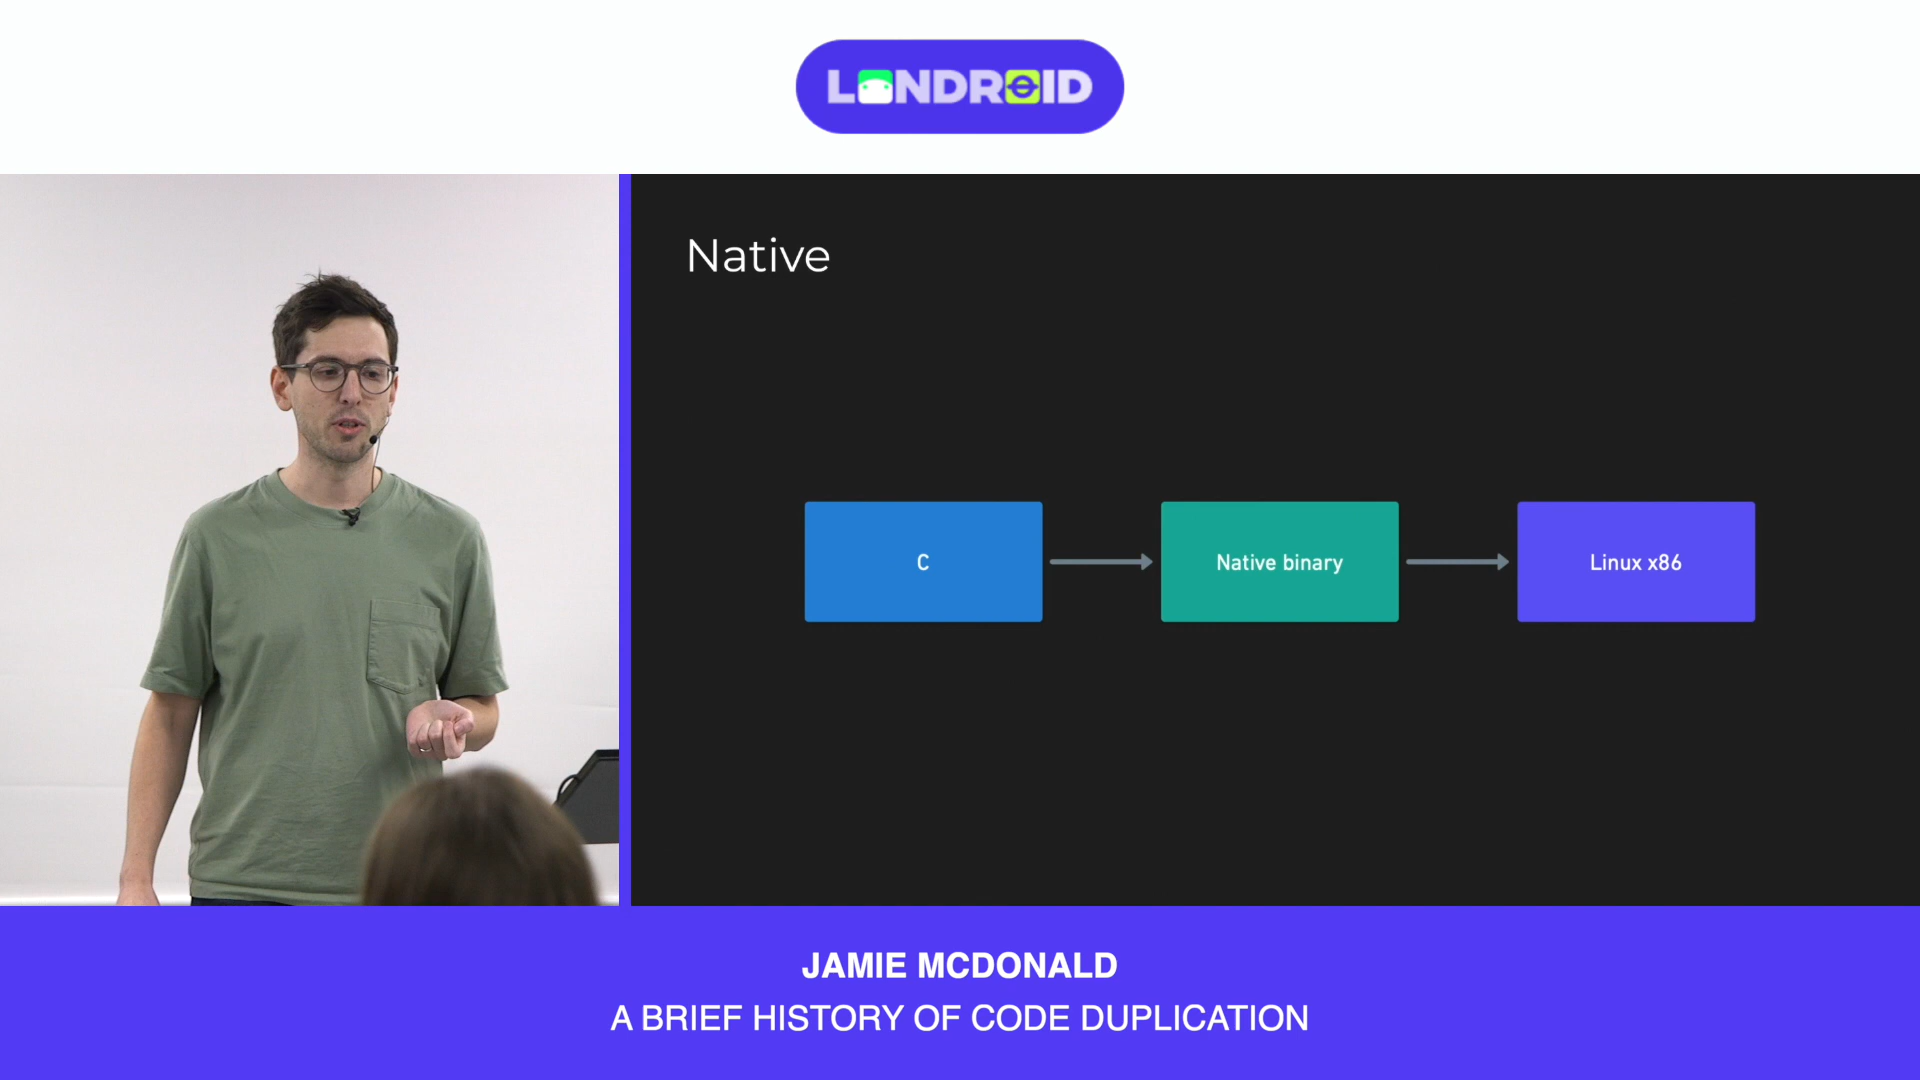 LONDROID
Native
C
Native binary
Linux x86
JAMIE MCDONALD
A BRIEF HISTORY OF CODE DUPLICATION